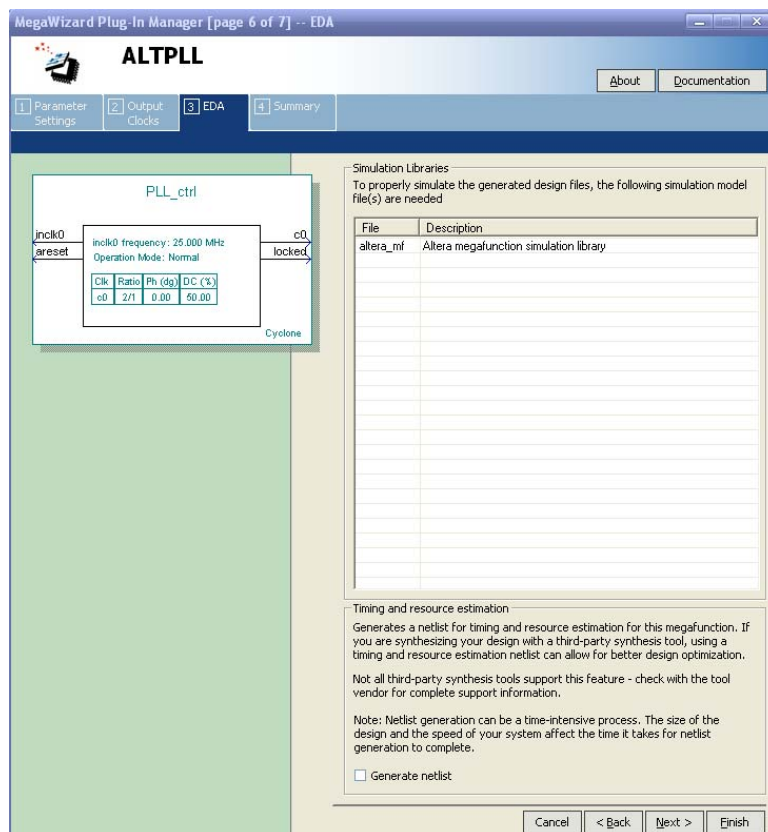 MegaWizard Plug-In Manager [page 6 of 7] -- EDA
ALTPLL
About
Documentation
1 Parameter Settings
2 Output Clocks
3 EDA
4 Summary
PLL_ctrl
inclk0
areset
inclk0 frequency: 25.000 MHz
Operation Mode: Normal
Clk Ratio Ph (dg) DC (%)
c0 2/1 0.00 50.00
c0
locked
Cyclone
Simulation Libraries
To properly simulate the generated design files, the following simulation model
file(s) are needed
File Description
altera_mf Altera megafunction simulation library
Timing and resource estimation
Generates a netlist for timing and resource estimation for this megafunction. If
you are synthesizing your design with a third-party synthesis tool, using a
timing and resource estimation netlist can allow for better design optimization.
Not all third-party synthesis tools support this feature - check with the tool
vendor for complete support information.
Note: Netlist generation can be a time-intensive process. The size of the
design and the speed of your system affect the time it takes for netlist
generation to complete.
Generate netlist
Cancel
< Back
Next >
Finish